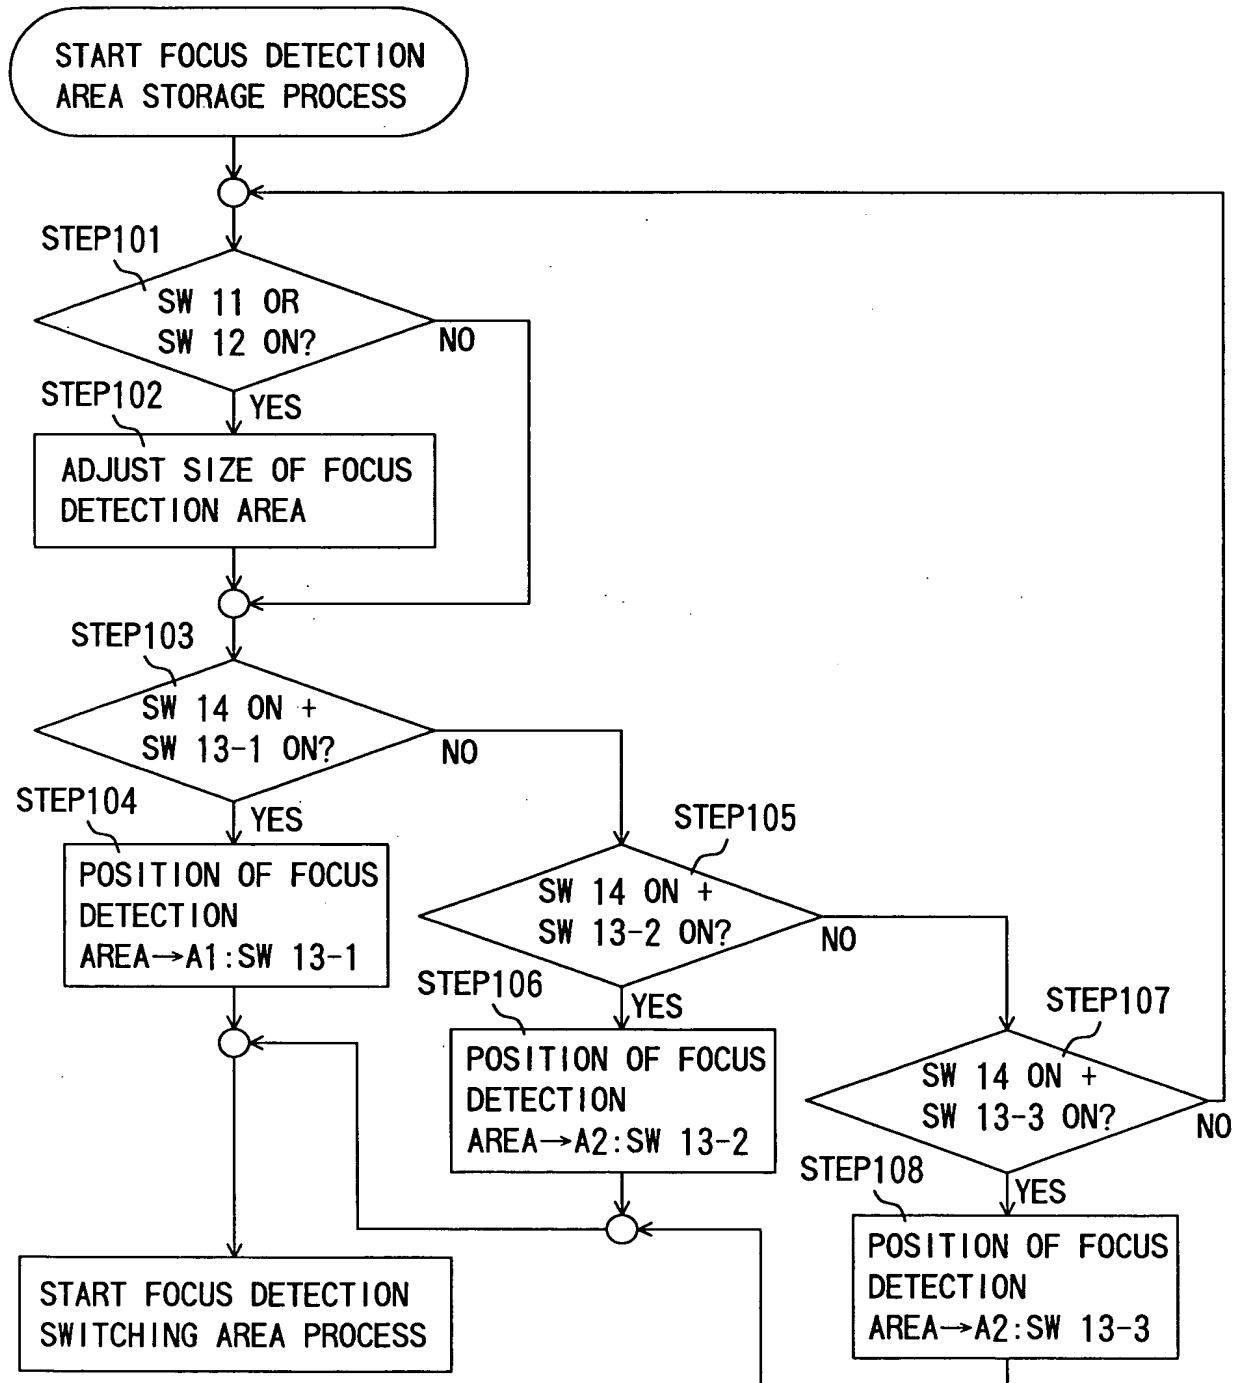 START FOCUS DETECTION
AREA STORAGE PROCESS
STEP101
SW 11 OR
SW 12 ON?
NO
YES
STEP102
ADJUST SIZE OF FOCUS
DETECTION AREA
STEP103
SW 14 ON +
SW 13-1 ON?
NO
YES
STEP104
POSITION OF FOCUS
DETECTION
AREA→A1:SW 13-1
STEP105
SW 14 ON +
SW 13-2 ON?
NO
YES
STEP106
POSITION OF FOCUS
DETECTION
AREA→A2:SW 13-2
STEP107
SW 14 ON +
SW 13-3 ON?
NO
YES
STEP108
POSITION OF FOCUS
DETECTION
AREA→A2:SW 13-3
START FOCUS DETECTION
SWITCHING AREA PROCESS